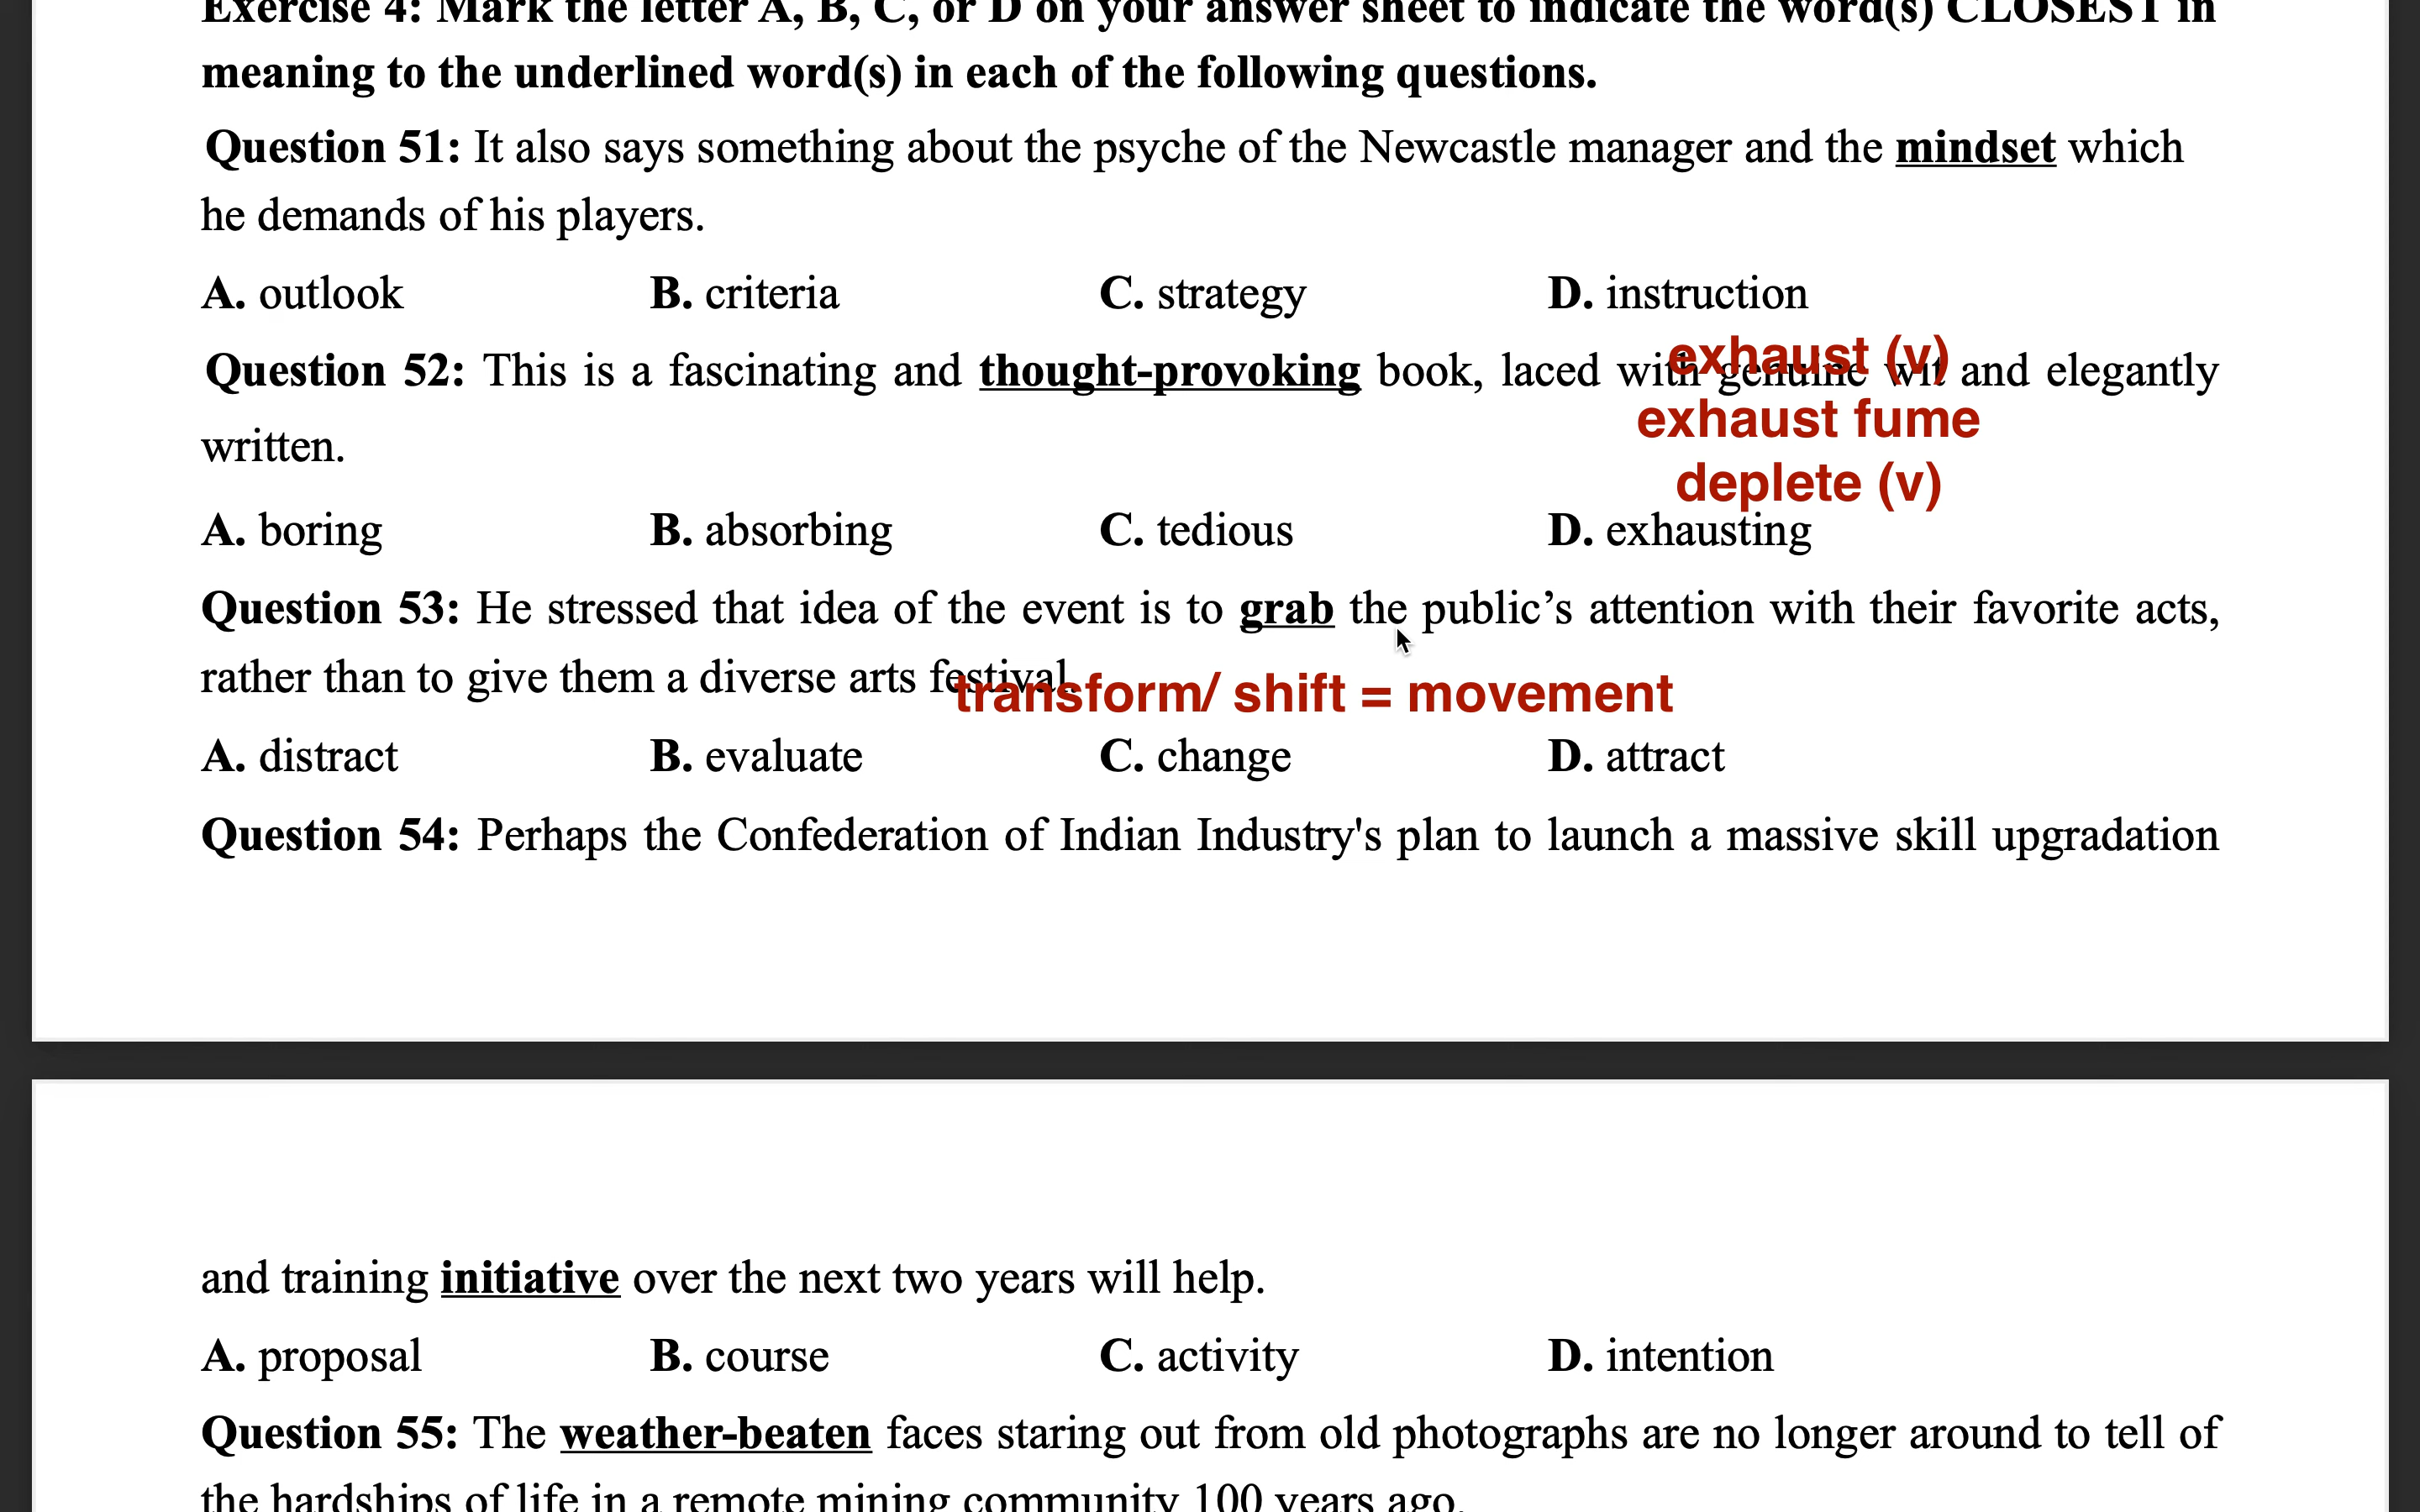 Exercise 4: Mark the letter A, B, C, or D on your answer sheet to indicate the word(s) CLOSEST in
meaning to the underlined word(s) in each of the following questions.
Question 51: It also says something about the psyche of the Newcastle manager and the mindset which
he demands of his players.
A. outlook B. criteria C. strategy D. instruction
exhaust (v)
Question 52: This is a fascinating and thought-provoking book, laced with genuine wit and elegantly
exhaust fume
written.
deplete (v)
A. boring B. absorbing C. tedious D. exhausting
Question 53: He stressed that idea of the event is to grab the public’s attention with their favorite acts,
rather than to give them a diverse arts festival.
transform/ shift = movement
A. distract B. evaluate C. change D. attract
Question 54: Perhaps the Confederation of Indian Industry's plan to launch a massive skill upgradation
and training initiative over the next two years will help.
A. proposal B. course C. activity D. intention
Question 55: The weather-beaten faces staring out from old photographs are no longer around to tell of
the hardships of life in a remote mining community 100 years ago.